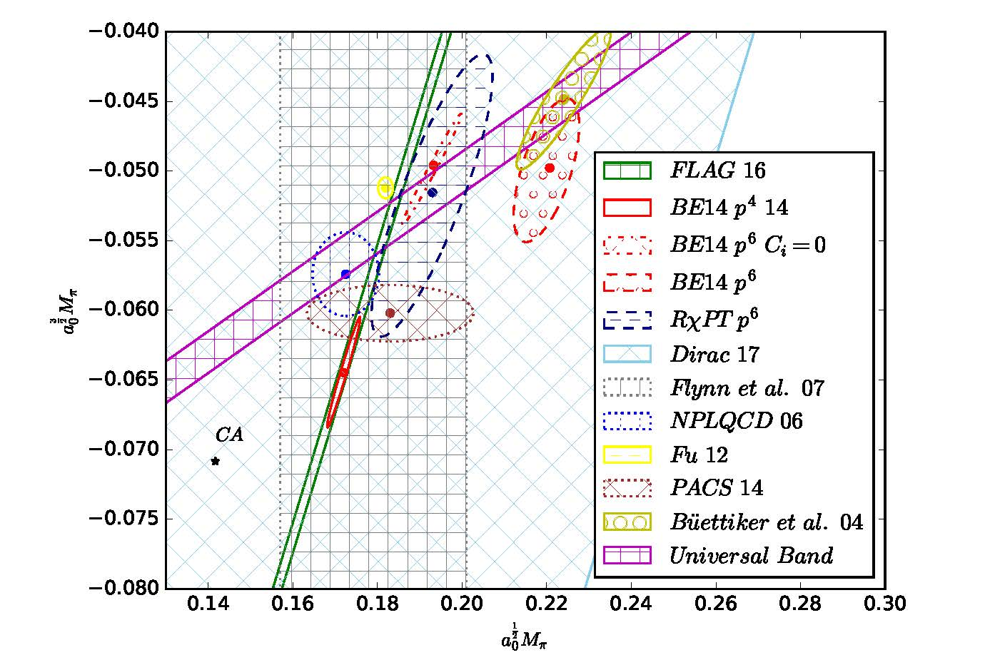 −0.040
−0.045
−0.050
−0.055
−0.060
−0.065
−0.070
−0.075
−0.080
0.14 0.16 0.18 0.20 0.22 0.24 0.26 0.28 0.30
a_0^{1/2} M_π
a_0^{3/2} M_π
CA
FLAG 16
BE14 p^4 14
BE14 p^6 C_i = 0
BE14 p^6
RχPT p^6
Dirac 17
Flynn et al. 07
NPLQCD 06
Fu 12
PACS 14
Büettiker et al. 04
Universal Band